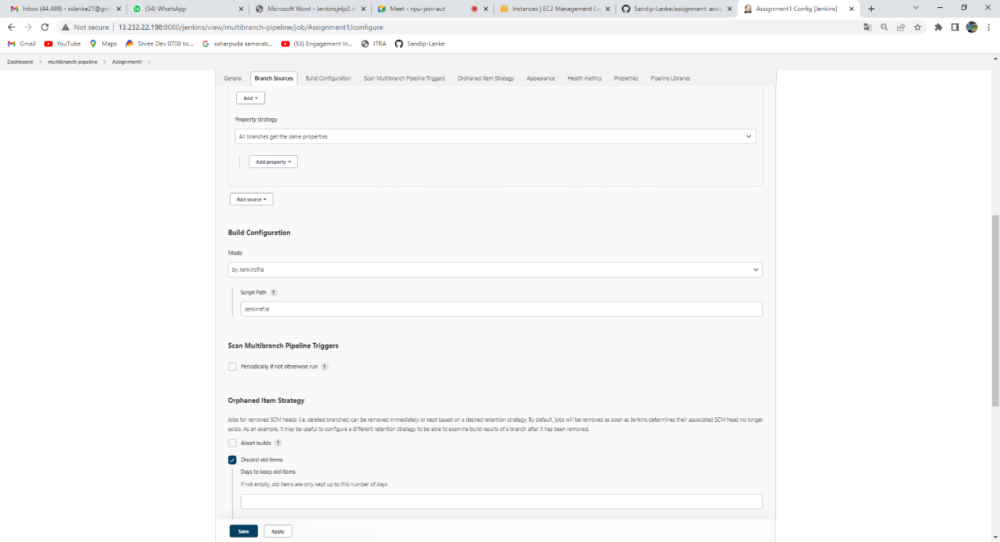 Inbox (44,489) - sslanke21@gma
(34) WhatsApp
Microsoft Word - Jenkinsjnlp2.d
Meet - npu-jxsv-aut
Instances | EC2 Management Co
Sandip-Lanke/assignment: assig
Assignment1 Config [Jenkins]
Not secure | 13.232.22.198:8080/jenkins/view/multibranch-pipeline/job/Assignment1/configure
Gmail YouTube Maps Shree Dev 0708 to... saharpuda samarab... (53) Engagement In... ITRA Sandip-Lanke
Dashboard > multibranch-pipeline > Assignment1 >
General Branch Sources Build Configuration Scan Multibranch Pipeline Triggers Orphaned Item Strategy Appearance Health metrics Properties Pipeline Libraries
Add
Property strategy
All branches get the same properties
Add property
Add source
Build Configuration
Mode
by Jenkinsfile
Script Path ?
Jenkinsfile
Scan Multibranch Pipeline Triggers
Periodically if not otherwise run ?
Orphaned Item Strategy
Jobs for removed SCM heads (i.e. deleted branches) can be removed immediately or kept based on a desired retention strategy. By default, jobs will be removed as soon as Jenkins determines their associated SCM head no longer
exists. As an example, it may be useful to configure a different retention strategy to be able to examine build results of a branch after it has been removed.
Abort builds ?
Discard old items
Days to keep old items
if not empty, old items are only kept up to this number of days
Save Apply